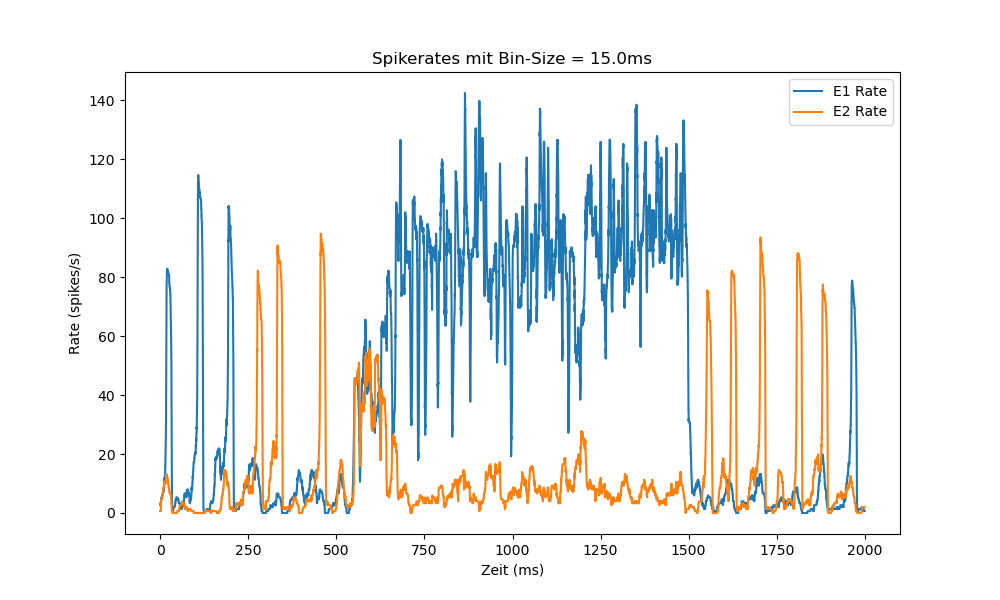 Spikerates mit Bin-Size = 15.0ms
E1 Rate
E2 Rate
Rate (spikes/s)
140
120
100
80
60
40
20
0
0 250 500 750 1000 1250 1500 1750 2000
Zeit (ms)